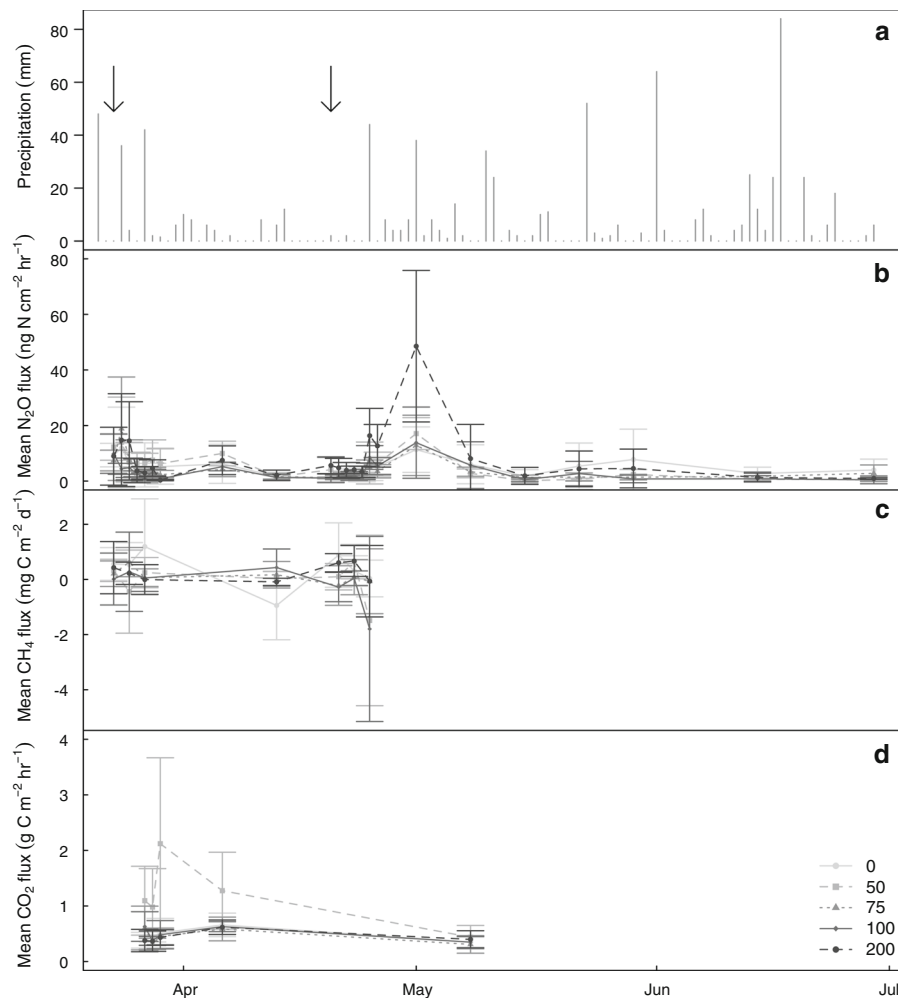 a
Precipitation (mm)
80
60
40
20
0
b
Mean N₂O flux (ng N cm⁻² hr⁻¹)
80
60
40
20
0
c
Mean CH₄ flux (mg C m⁻² d⁻¹)
2
0
-2
-4
d
Mean CO₂ flux (g C m⁻² hr⁻¹)
4
3
2
1
0
0
50
75
100
200
Apr May Jun Jul